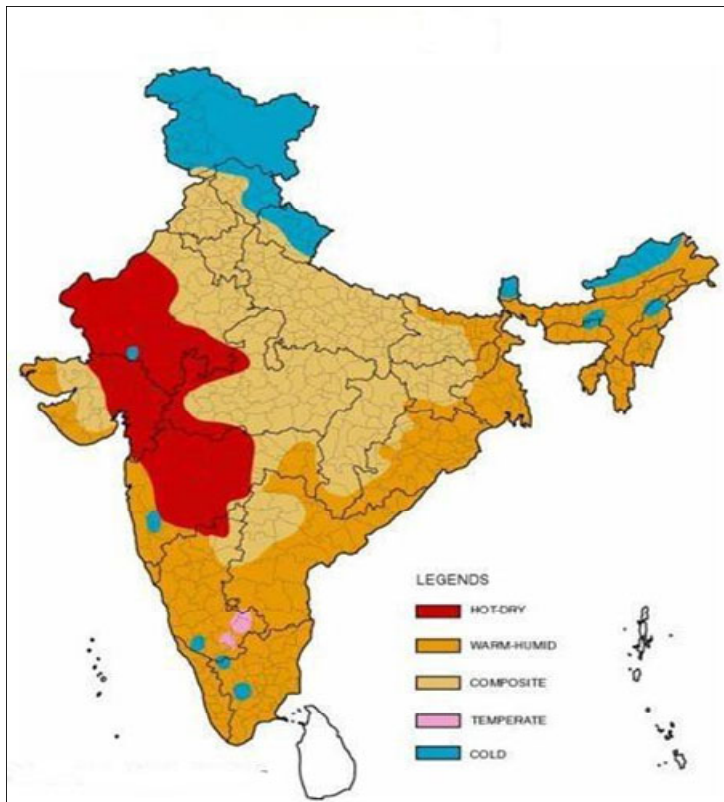 LEGENDS
HOT-DRY
WARM-HUMID
COMPOSITE
TEMPERATE
COLD